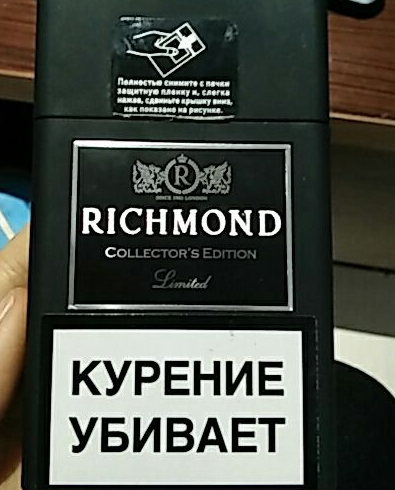 Полностью снимите с пачки
защитную пленку и, слегка
нажав, сдвиньте крышку вниз,
как показано на рисунке.
R
SINCE LONDON
RICHMOND
COLLECTOR'S EDITION
Limited
КУРЕНИЕ
УБИВАЕТ